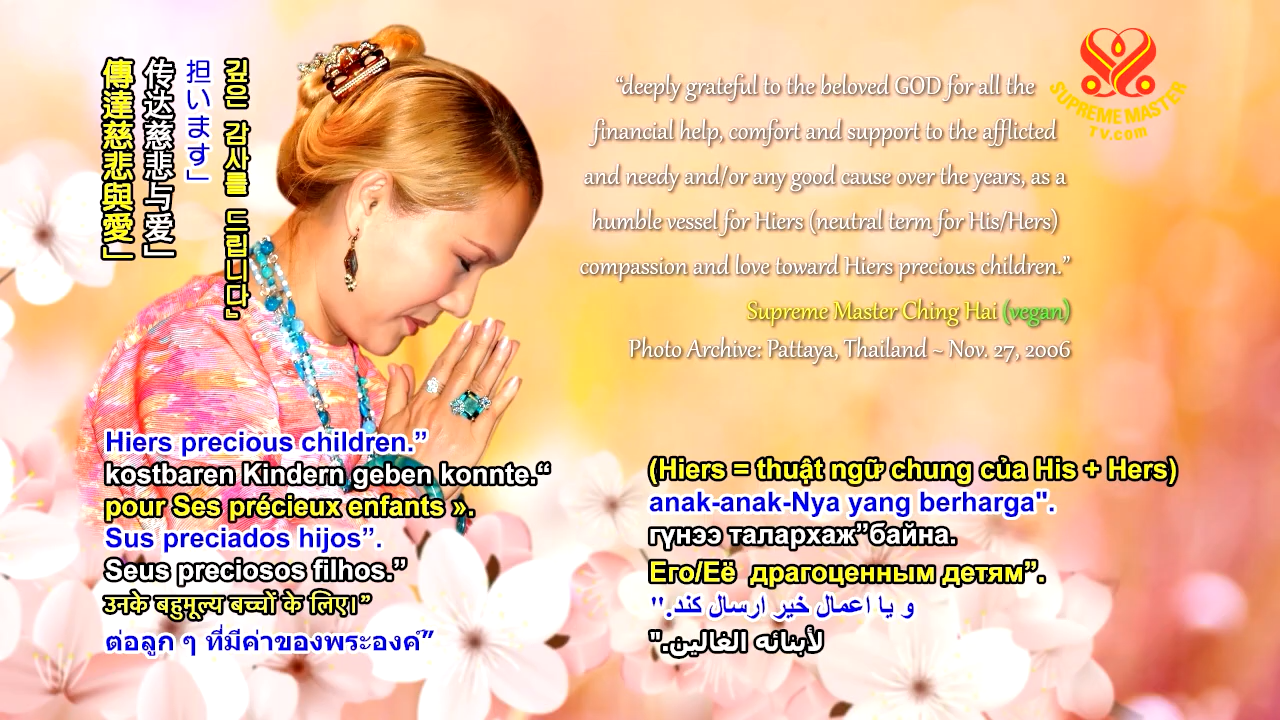 傳達慈悲與愛」
传达慈悲与爱」
担います」
깊은 감사를 드립니다』
“deeply grateful to the beloved GOD for all the
financial help, comfort and support to the afflicted
and needy and/or any good cause over the years, as a
humble vessel for Hiers (neutral term for His/Hers)
compassion and love toward Hiers precious children.”
Supreme Master Ching Hai (vegan)
Photo Archive: Pattaya, Thailand ~ Nov. 27, 2006
SUPREME MASTER
TV.com
Hiers precious children.”
kostbaren Kindern geben konnte.“
pour Ses précieux enfants ».
Sus preciados hijos”.
Seus preciosos filhos.”
उनके बहुमूल्य बच्चों के लिए।”
ต่อลูก ๆ ที่มีค่าของพระองค์”
(Hiers = thuật ngữ chung của His + Hers)
anak-anak-Nya yang berharga".
гүнээ талархаж”байна.
Его/Её драгоценным детям”.
و یا اعمال خیر ارسال کند."
لأبنائه الغالين."